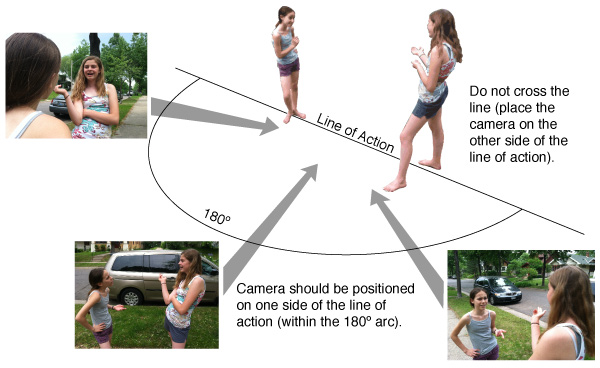 Line of Action
Do not cross the
line (place the
camera on the
other side of the
line of action).
180º
Camera should be positioned
on one side of the line of
action (within the 180º arc).